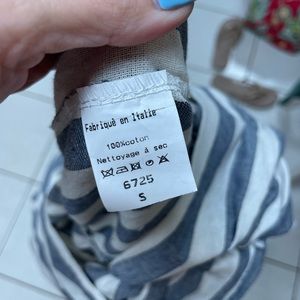 Fabriqué en Italie
100%coton
Nettoyage à sec
6725
S